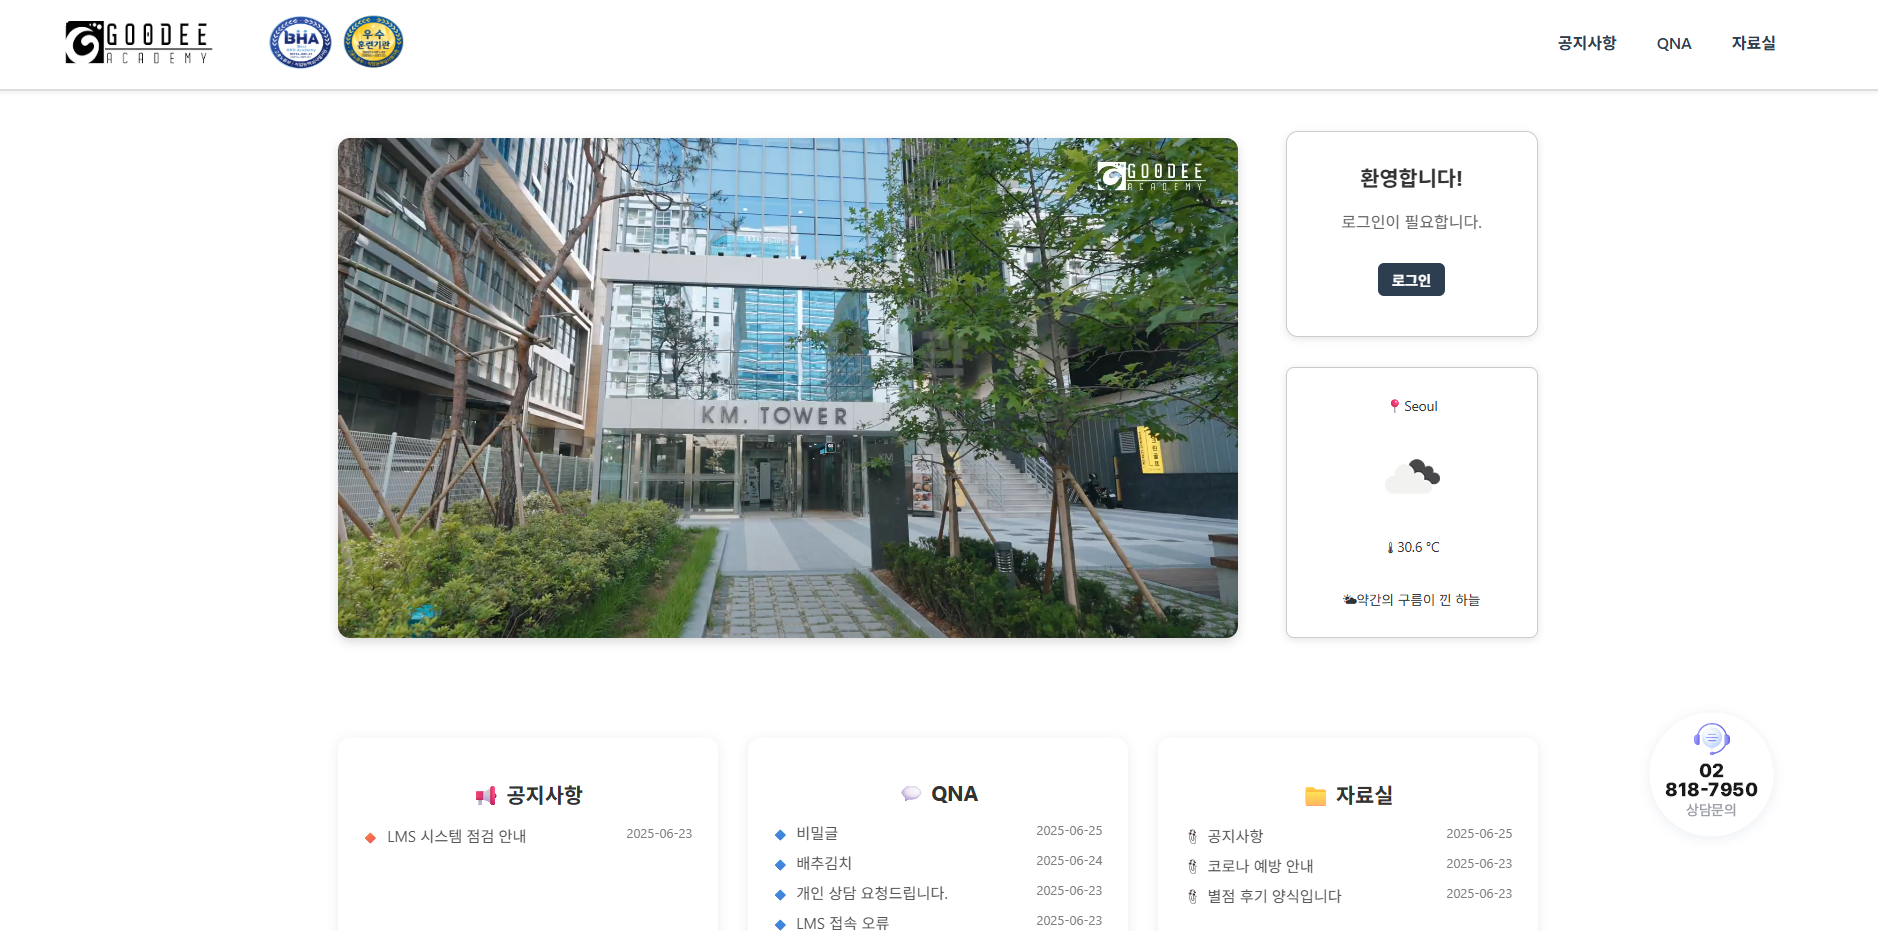 GOODEE
ACADEMY
BHA
우수
훈련기관
공지사항
QNA
자료실
GOODEE
ACADEMY
KM. TOWER
환영합니다!
로그인이 필요합니다.
로그인
Seoul
30.6 °C
약간의 구름이 낀 하늘
공지사항
LMS 시스템 점검 안내 2025-06-23
QNA
비밀글 2025-06-25
배추김치 2025-06-24
개인 상담 요청드립니다. 2025-06-23
LMS 접속 오류 2025-06-23
자료실
공지사항 2025-06-25
코로나 예방 안내 2025-06-23
별점 후기 양식입니다 2025-06-23
02
818-7950
상담문의